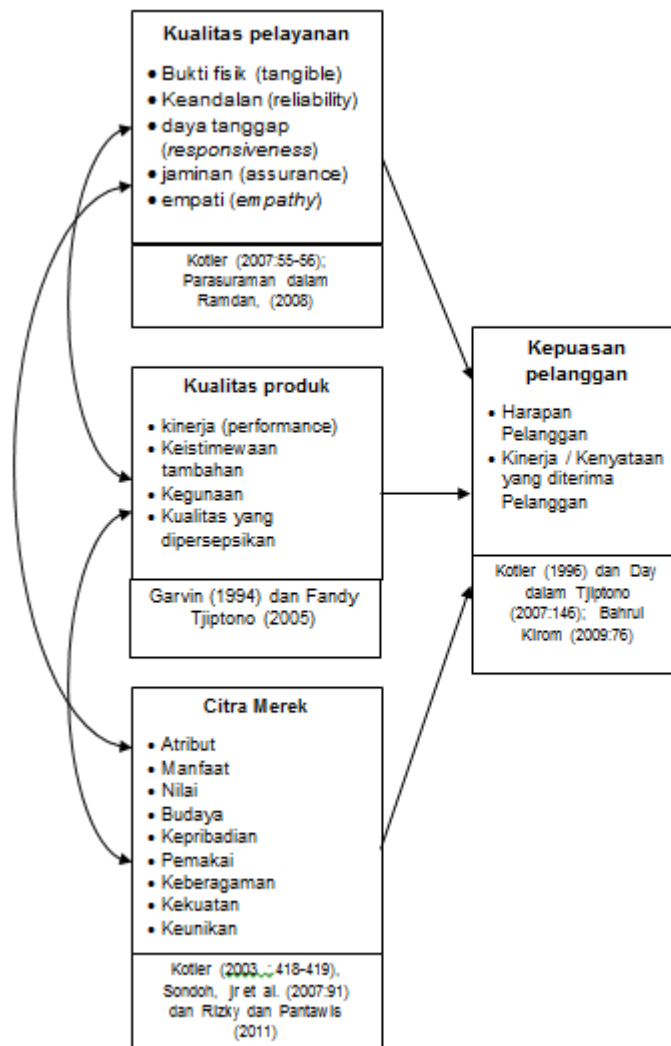 Kualitas pelayanan
• Bukti fisik (tangible)
• Keandalan (reliability)
• daya tanggap
(responsiveness)
• jaminan (assurance)
• empati (empathy)
Kotler (2007:55-56);
Parasuraman dalam
Ramdan, (2008)
Kualitas produk
• kinerja (performance)
• Keistimewaan
tambahan
• Kegunaan
• Kualitas yang
dipersepsikan
Garvin (1994) dan Fandy
Tjiptono (2005)
Citra Merek
• Atribut
• Manfaat
• Nilai
• Budaya
• Kepribadian
• Pemakai
• Keberagaman
• Kekuatan
• Keunikan
Kotler (2003, ; 418-419),
Sondoh, jr et al. (2007:91)
dan Rizky dan Pantawis
(2011)
Kepuasan
pelanggan
• Harapan
Pelanggan
• Kinerja / Kenyataan
yang diterima
Pelanggan
Kotler (1996) dan Day
dalam Tjiptono
(2007:146); Bahrul
Kirom (2009:76)